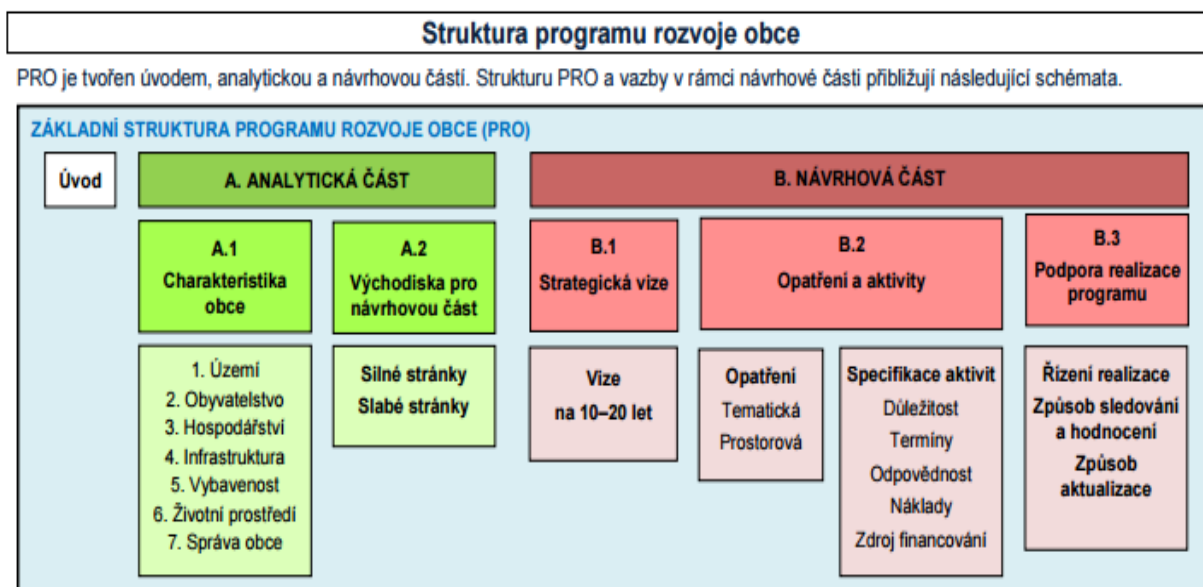 Struktura programu rozvoje obce
PRO je tvořen úvodem, analytickou a návrhovou částí. Strukturu PRO a vazby v rámci návrhové části přibližují následující schémata.
ZÁKLADNÍ STRUKTURA PROGRAMU ROZVOJE OBCE (PRO)
Úvod
A. ANALYTICKÁ ČÁST
B. NÁVRHOVÁ ČÁST
A.1
Charakteristika
obce
A.2
Východiska pro
návrhovou část
B.1
Strategická vize
B.2
Opatření a aktivity
B.3
Podpora realizace
programu
1. Území
2. Obyvatelstvo
3. Hospodářství
4. Infrastruktura
5. Vybavenost
6. Životní prostředí
7. Správa obce
Silné stránky
Slabé stránky
Vize
na 10–20 let
Opatření
Tematická
Prostorová
Specifikace aktivit
Důležitost
Termíny
Odpovědnost
Náklady
Zdroj financování
Řízení realizace
Způsob sledování
a hodnocení
Způsob
aktualizace